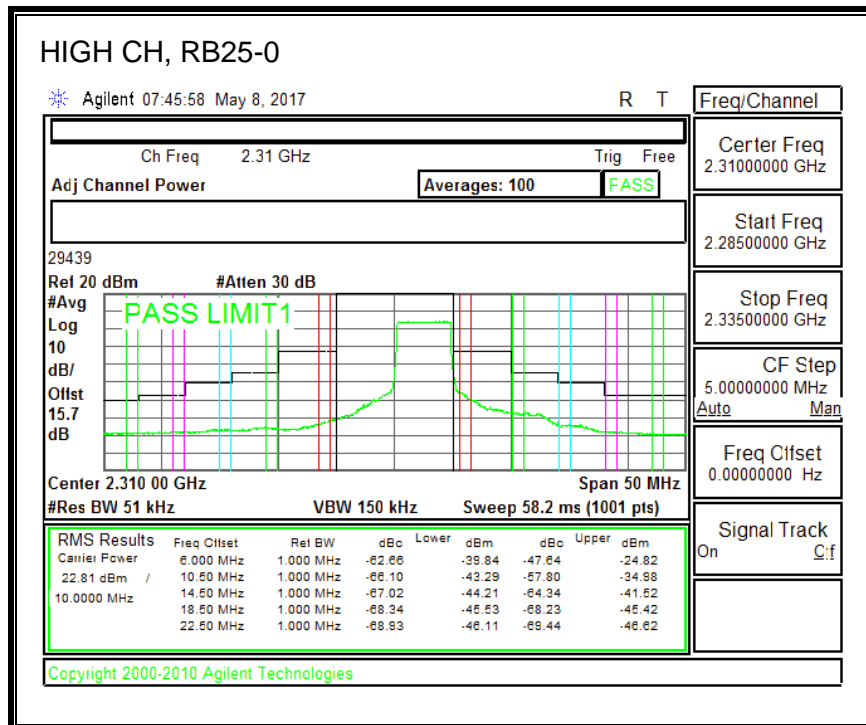 HIGH CH, RB25-0
Agilent 07:45:58 May 8, 2017 R T
Freq/Channel
Ch Freq 2.31 GHz Trig Free
Adj Channel Power Averages: 100 PASS
29439
Ref 20 dBm #Atten 30 dB
#Avg
Log
10
dB/
Offst
15.7
dB
PASS LIMIT1
Center 2.310 00 GHz Span 50 MHz
#Res BW 51 kHz VBW 150 kHz Sweep 58.2 ms (1001 pts)
RMS Results Freq Offset Ref BW dBc Lower dBm dBc Upper dBm
Carrier Power 6.000 MHz 1.000 MHz -62.66 -39.84 -47.64 -24.82
22.81 dBm / 10.50 MHz 1.000 MHz -66.10 -43.29 -57.80 -34.98
10.0000 MHz 14.50 MHz 1.000 MHz -67.02 -44.21 -64.34 -41.52
18.50 MHz 1.000 MHz -68.34 -45.53 -68.23 -45.42
22.50 MHz 1.000 MHz -68.93 -46.11 -69.44 -46.62
Center Freq
2.31000000 GHz
Start Freq
2.28500000 GHz
Stop Freq
2.33500000 GHz
CF Step
5.00000000 MHz
Auto Man
Freq Offset
0.00000000 Hz
Signal Track
On Off
Copyright 2000-2010 Agilent Technologies